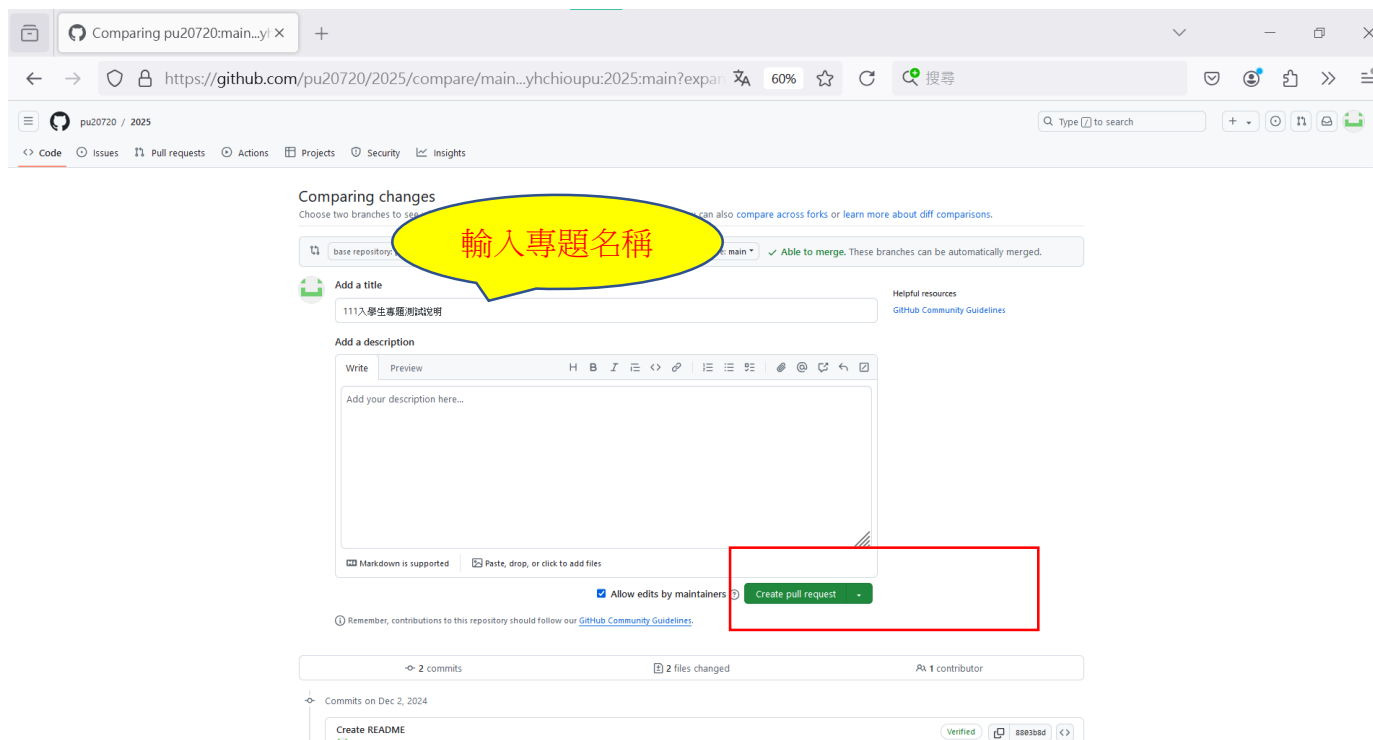 Comparing pu20720:main...yl
https://github.com/pu20720/2025/compare/main...yhchioupu:2025:main?expan
60%
搜尋
pu20720 / 2025
Type / to search
Code
Issues
Pull requests
Actions
Projects
Security
Insights
Comparing changes
Choose two branches to see
can also compare across forks or learn more about diff comparisons.
輸入專題名稱
base repository:
main
Able to merge. These branches can be automatically merged.
Add a title
Helpful resources
111入學生專題測試說明
GitHub Community Guidelines
Add a description
Write
Preview
Add your description here...
Markdown is supported
Paste, drop, or click to add files
Allow edits by maintainers
Create pull request
Remember, contributions to this repository should follow our GitHub Community Guidelines.
2 commits
2 files changed
1 contributor
Commits on Dec 2, 2024
Create README
Verified
8803b8d